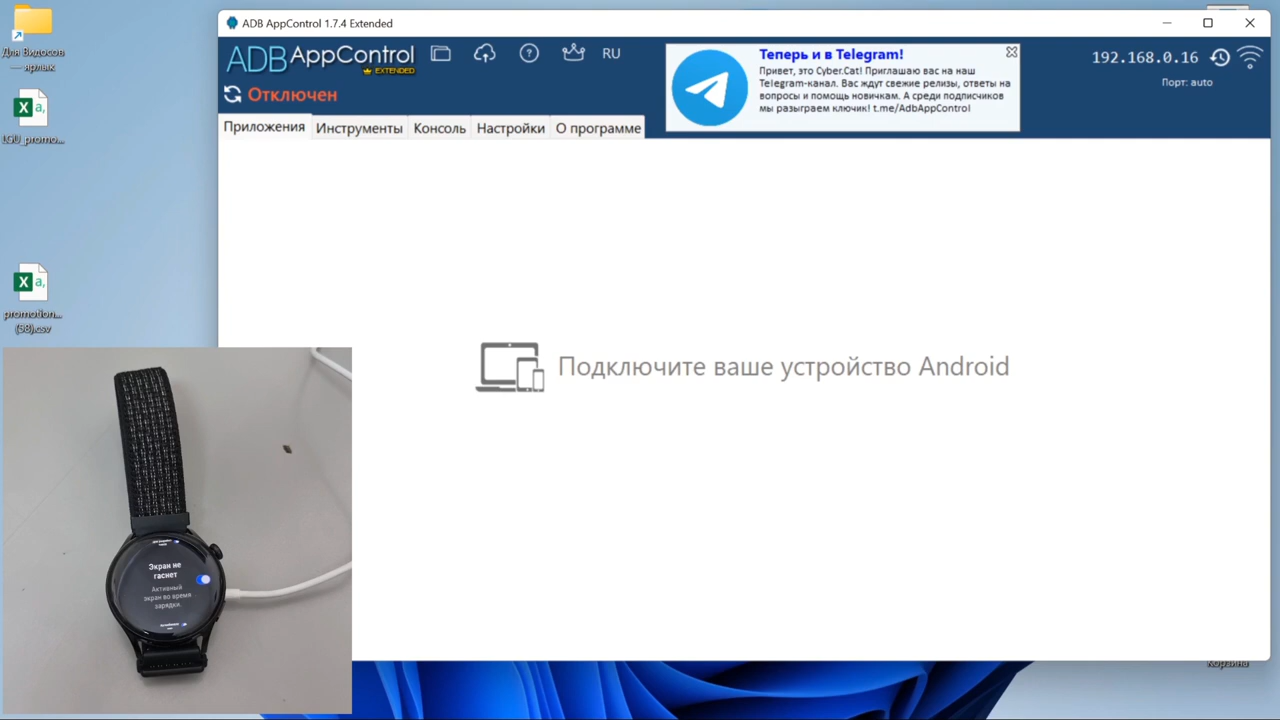 Для Видосов
— ярлык
LGU_promo...
promotion...
(58).csv
ADB AppControl 1.7.4 Extended
ADB AppControl
EXTENDED
RU
Отключен
Теперь и в Telegram!
Привет, это Cyber.Cat! Приглашаю вас на наш
Telegram-канал. Вас ждут свежие релизы, ответы на
вопросы и помощь новичкам. А среди подписчиков
мы разыграем ключик! t.me/AdbAppControl
192.168.0.16
Порт: auto
Приложения
Инструменты
Консоль
Настройки
О программе
Подключите ваше устройство Android
Экран не
гаснет
Активный
экран во время
зарядки.
Корзина